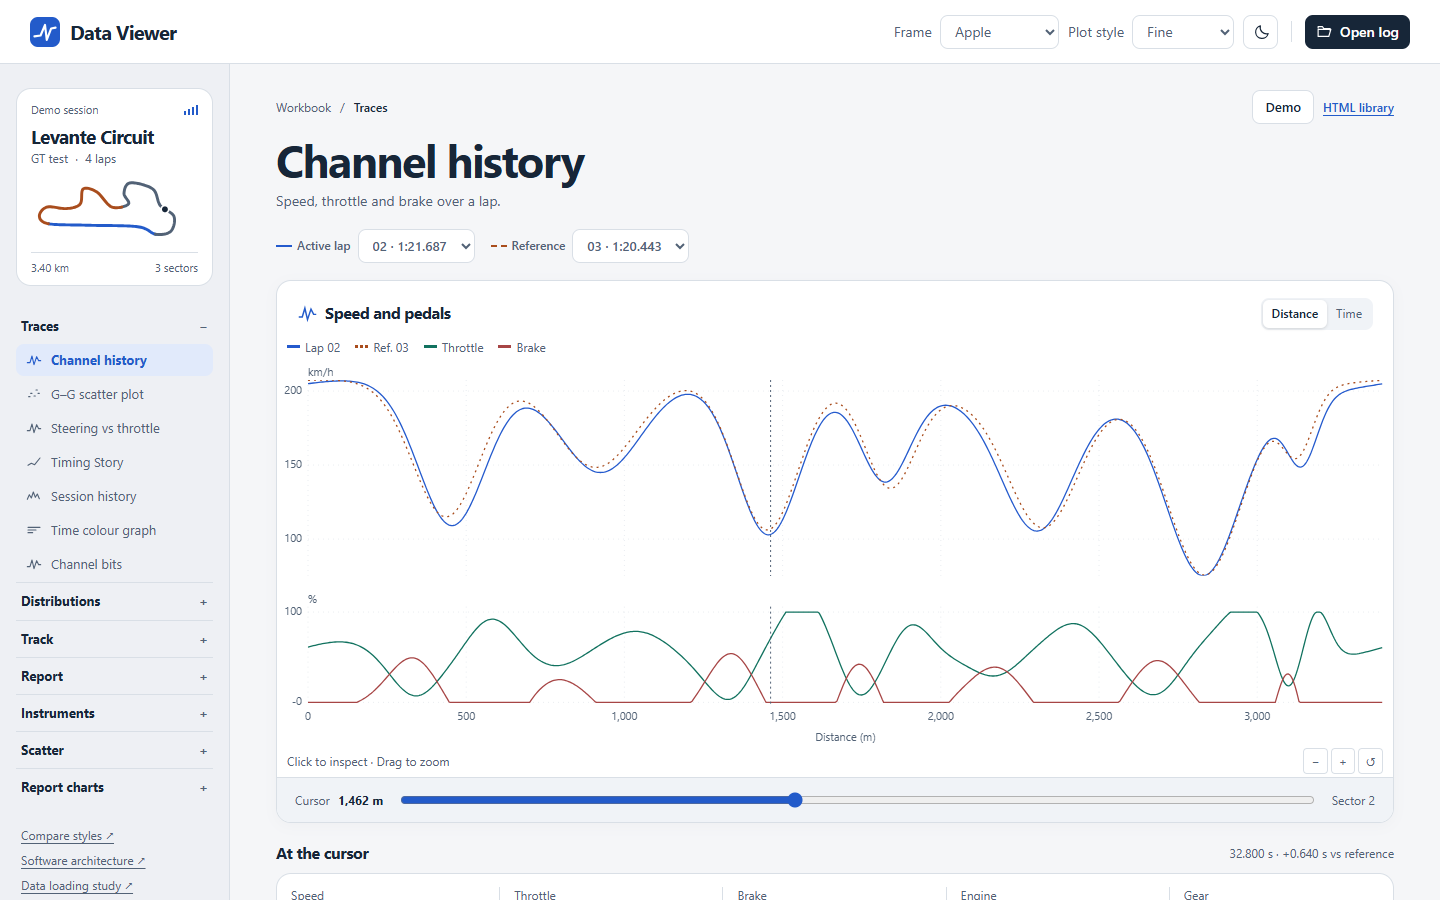 Data Viewer
Frame Apple Plot style Fine Open log
Demo session
Levante Circuit
GT test · 4 laps
3.40 km 3 sectors
Traces −
Channel history
G–G scatter plot
Steering vs throttle
Timing Story
Session history
Time colour graph
Channel bits
Distributions +
Track +
Report +
Instruments +
Scatter +
Report charts +
Compare styles ↗
Software architecture ↗
Data loading study ↗
Workbook / Traces Demo HTML library
Channel history
Speed, throttle and brake over a lap.
Active lap 02 · 1:21.687 Reference 03 · 1:20.443
Speed and pedals Distance Time
Lap 02 Ref. 03 Throttle Brake
km/h
200
150
100
%
100
-0
0 500 1,000 1,500 2,000 2,500 3,000
Distance (m)
Click to inspect · Drag to zoom − + ↺
Cursor 1,462 m Sector 2
At the cursor 32.800 s · +0.640 s vs reference
Speed Throttle Brake Engine Gear